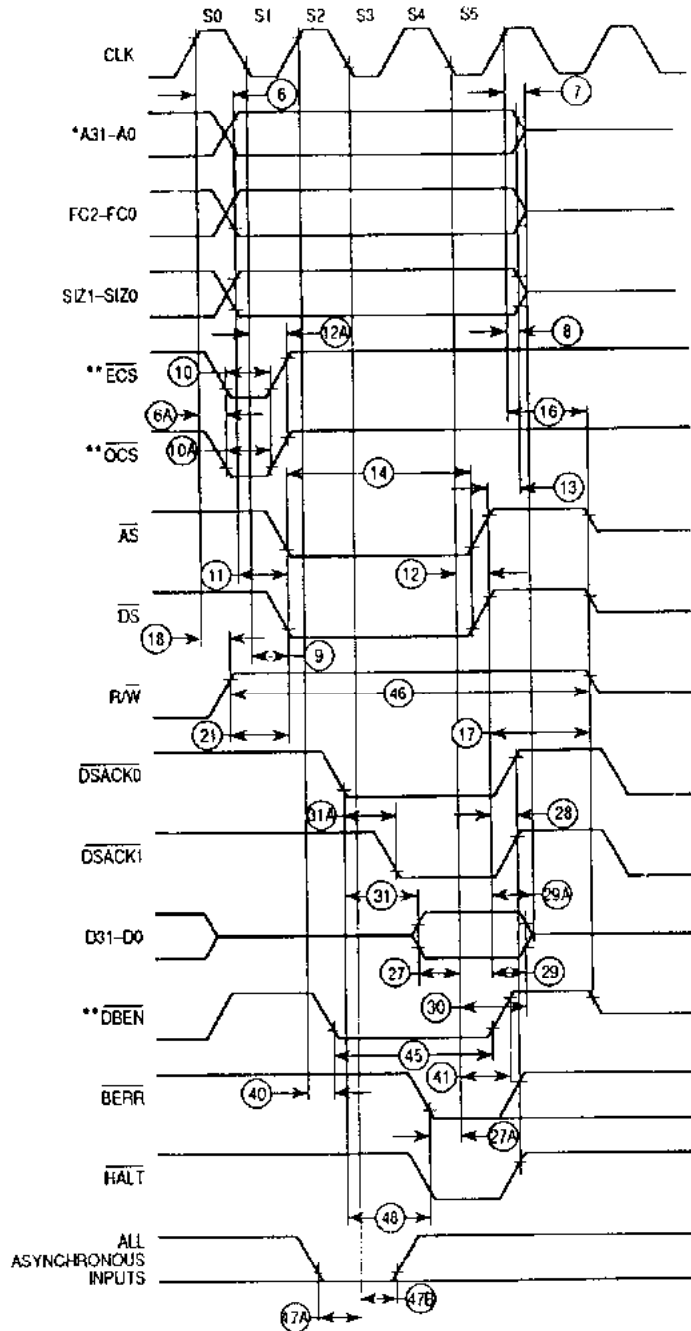 S0 S1 S2 S3 S4 S5
CLK
6 7
*A31-A0
FC2-FC0
SIZ1-SIZ0
12A 8
**ECS
10
6A 16
**OCS
10A
14
13
AS
11 12
DS
18 9
R/W
46
21 17
DSACK0
31A 28
DSACK1
31 29A
D31-D0
27 29
30
**DBEN
45
40 41
BERR
27A
HALT
48
ALL
ASYNCHRONOUS
INPUTS
47A 47B